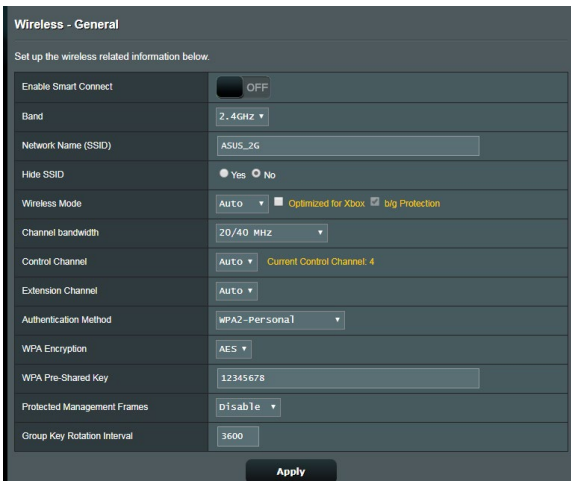 Wireless - General
Set up the wireless related information below.
Enable Smart Connect OFF
Band 2.4GHz
Network Name (SSID) ASUS_2G
Hide SSID Yes No
Wireless Mode Auto Optimized for Xbox b/g Protection
Channel bandwidth 20/40 MHz
Control Channel Auto Current Control Channel: 4
Extension Channel Auto
Authentication Method WPA2-Personal
WPA Encryption AES
WPA Pre-Shared Key 12345678
Protected Management Frames Disable
Group Key Rotation Interval 3600
Apply